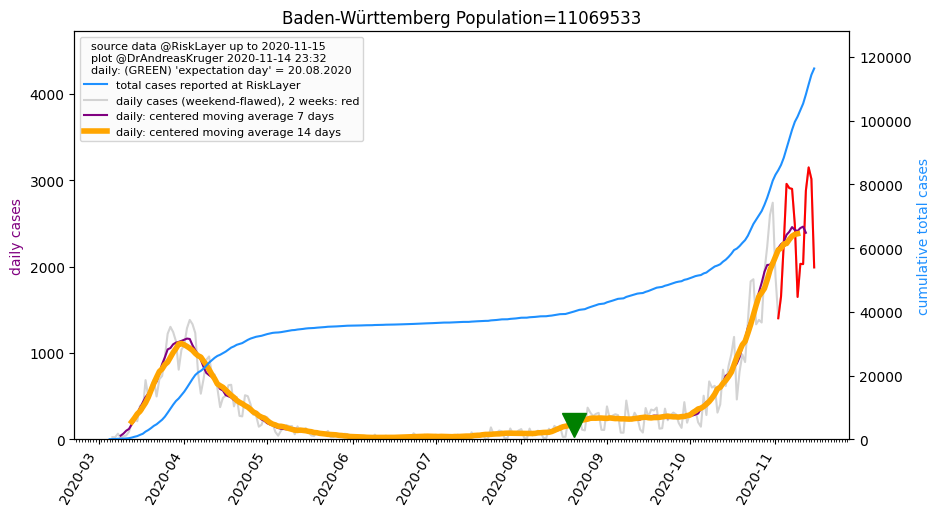 Baden-Württemberg Population=11069533
source data @RiskLayer up to 2020-11-15
plot @DrAndreasKruger 2020-11-14 23:32
daily: (GREEN) 'expectation day' = 20.08.2020
total cases reported at RiskLayer
daily cases (weekend-flawed), 2 weeks: red
daily: centered moving average 7 days
daily: centered moving average 14 days
daily cases
4000
3000
2000
1000
0
cumulative total cases
120000
100000
80000
60000
40000
20000
0
2020-03
2020-04
2020-05
2020-06
2020-07
2020-08
2020-09
2020-10
2020-11